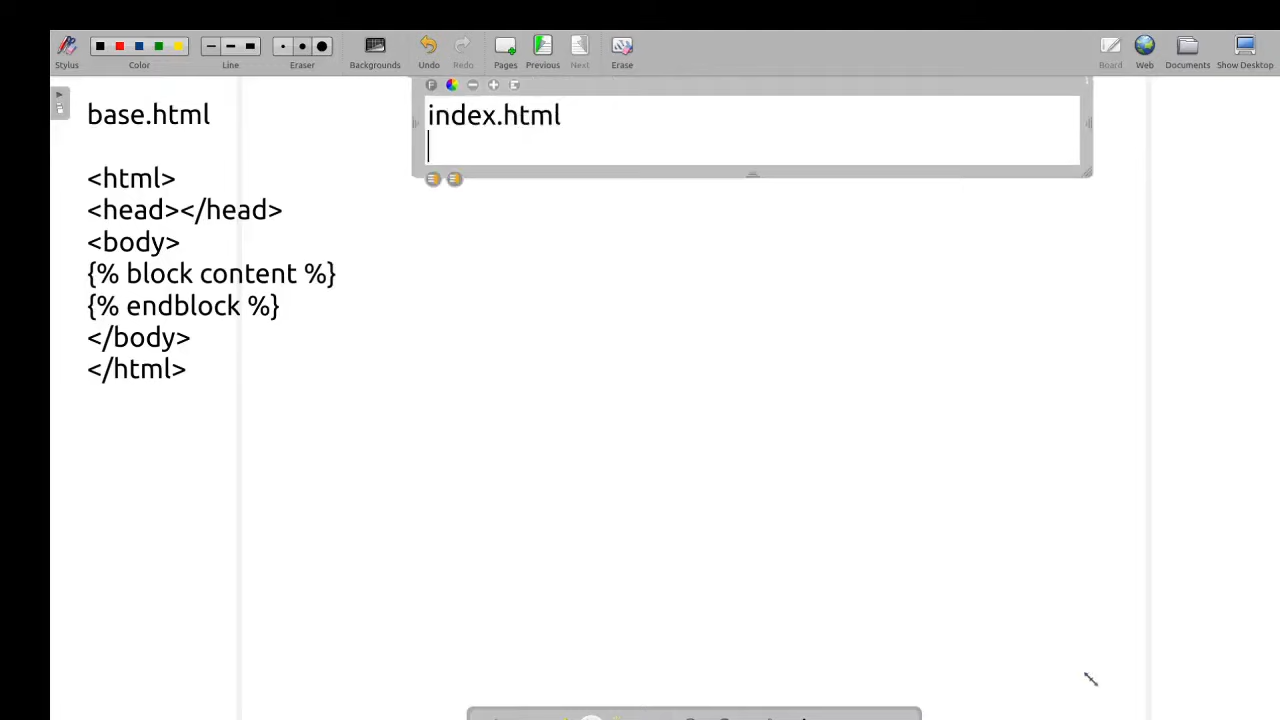 Stylus
Color
Line
Eraser
Backgrounds
Undo
Redo
Pages
Previous
Next
Erase
Board
Web
Documents
Show Desktop
base.html
<html>
<head></head>
<body>
{% block content %}
{% endblock %}
</body>
</html>
index.html